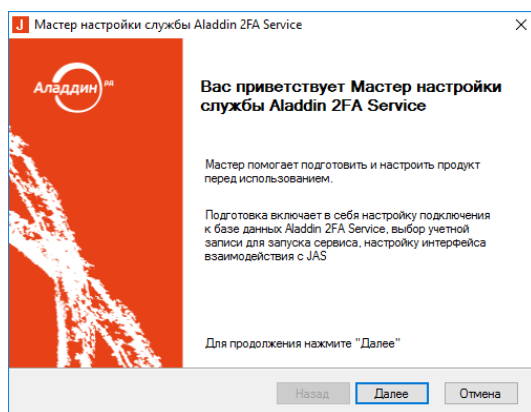 J Мастер настройки службы Aladdin 2FA Service
Аладдин РД
Вас приветствует Мастер настройки
службы Aladdin 2FA Service
Мастер помогает подготовить и настроить продукт
перед использованием.
Подготовка включает в себя настройку подключения
к базе данных Aladdin 2FA Service, выбор учетной
записи для запуска сервиса, настройку интерфейса
взаимодействия с JAS
Для продолжения нажмите "Далее"
Назад Далее Отмена